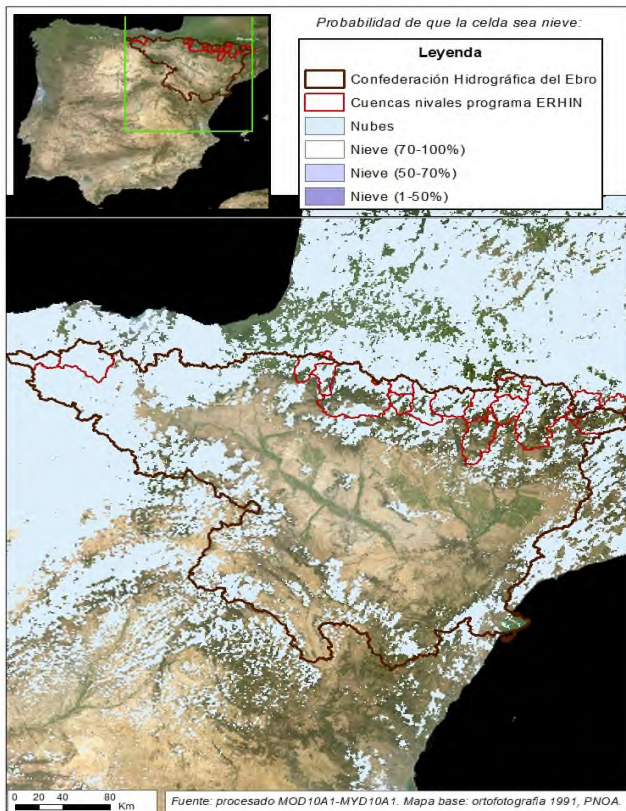 Probabilidad de que la celda sea nieve:
Leyenda
Confederación Hidrográfica del Ebro
Cuencas nivales programa ERHIN
Nubes
Nieve (70-100%)
Nieve (50-70%)
Nieve (1-50%)
0 20 40 80
Km
Fuente: procesado MOD10A1-MYD10A1. Mapa base: ortofotografia 1991, PNOA.